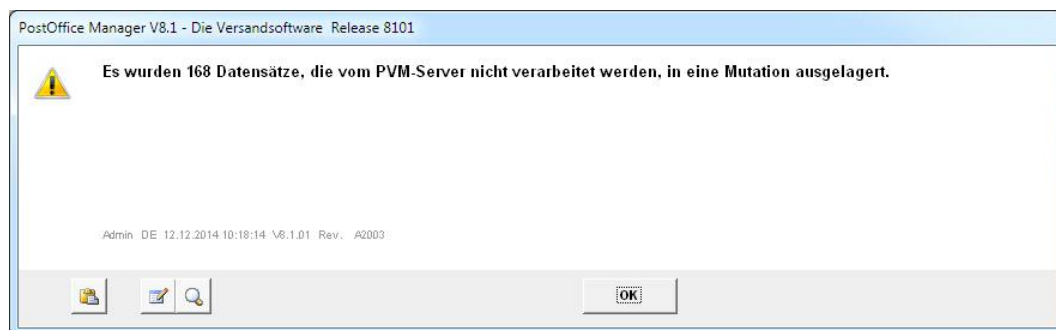 PostOffice Manager V8.1 - Die Versandsoftware Release 8101
Es wurden 168 Datensätze, die vom PVM-Server nicht verarbeitet werden, in eine Mutation ausgelagert.
Admin DE 12.12.2014 10:18:14 V8.1.01 Rev. A2003
OK